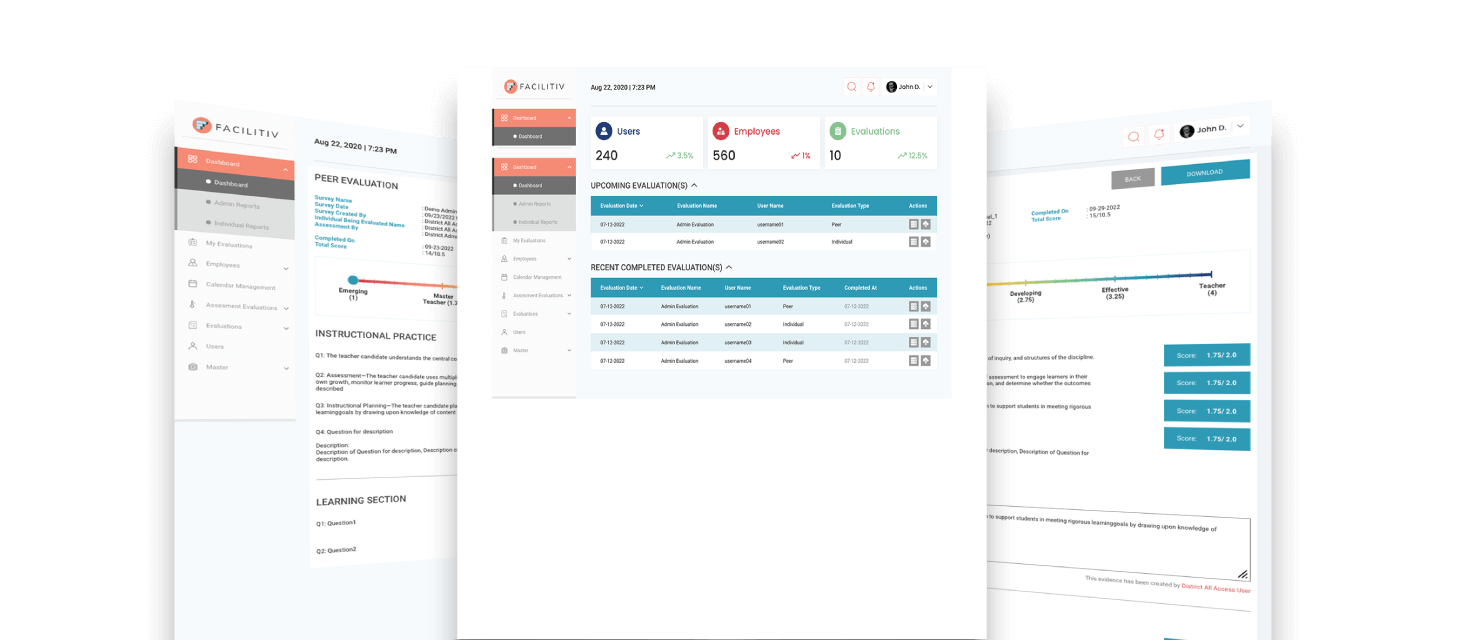 FACILITIV
Dashboard
Dashboard
Admin Reports
Individual Reports
My Evaluations
Employees
Calendar Management
Assesment Evaluations
Evaluations
Users
Master
Aug 22, 2020 | 7:23 PM
PEER EVALUATION
Survey Name : Demo Admin
Survey Date : 09/23/2022
Survey Created By : District All
Individual Being Evaluated Name : District All
Assessment By : District Adm
Completed On : 09-23-2022
Total Score : 14/10.5
Emerging
(1)
Master
Teacher
INSTRUCTIONAL PRACTICE
Q1: The teacher candidate understands the central
Q2: Assessment—The teacher candidate uses
own growth, monitor learner progress, guide planning
described
Q3: Instructional Planning—The teacher candidate
learninggoals by drawing upon knowledge of content
Q4: Question for description
Description:
Description of Question for description, Description
description.
LEARNING SECTION
Q1: Question1
Q2: Question2
FACILITIV
Dashboard
Dashboard
Dashboard
Dashboard
Admin Reports
Individual Reports
My Evaluations
Employees
Calendar Management
Assesment Evaluations
Evaluations
Users
Master
Aug 22, 2020 | 7:23 PM
John D.
Users Employees Evaluations
240 3.5% 560 1% 10 12.5%
UPCOMING EVALUATION(S)
Evaluation Date Evaluation Name User Name Evaluation Type Actions
07-12-2022 Admin Evaluation username01 Peer
07-12-2022 Admin Evaluation username02 Individual
RECENT COMPLETED EVALUATION(S)
Evaluation Date Evaluation Name User Name Evaluation Type Completed At Actions
07-12-2022 Admin Evaluation username01 Peer 07-12-2022
07-12-2022 Admin Evaluation username02 Individual 07-12-2022
07-12-2022 Admin Evaluation username03 Individual 07-12-2022
07-12-2022 Admin Evaluation username04 Peer 07-12-2022
John D.
BACK DOWNLOAD
Completed On : 09-29-2022
Total Score : 15/10.5
Developing
(2.75)
Effective
(3.25)
Teacher
(4)
of inquiry, and structures of the discipline.
Score: 1.75/ 2.0
assessment to engage learners in their
and determine whether the outcomes
Score: 1.75/ 2.0
to support students in meeting rigorous
Score: 1.75/ 2.0
Score: 1.75/ 2.0
description, Description of Question for
to support students in meeting rigorous learninggoals by drawing upon knowledge of
This evidence has been created by District All Access User